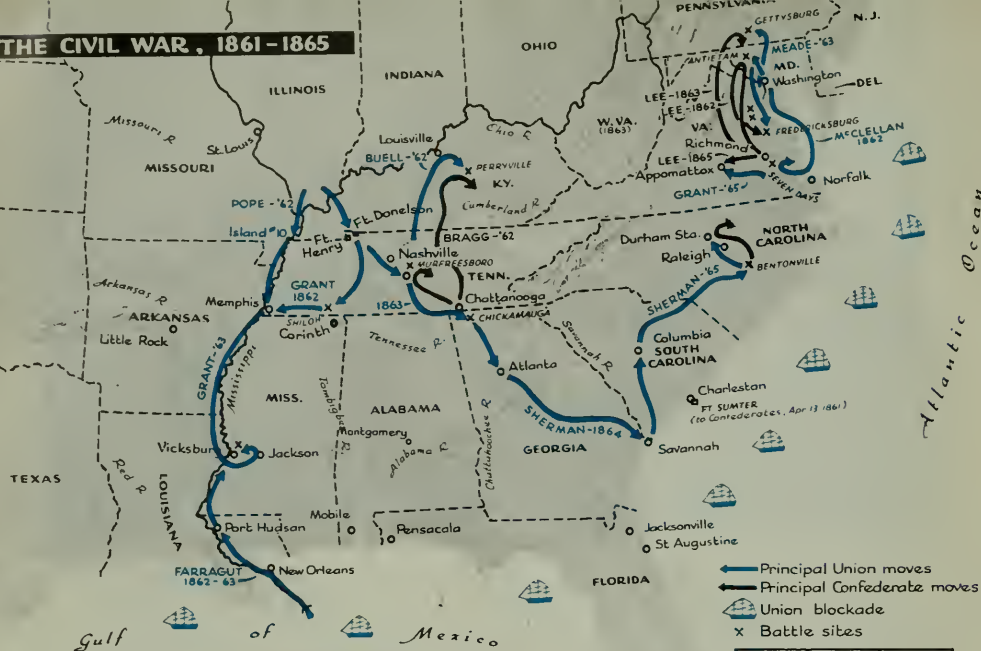 THE CIVIL WAR, 1861–1865
PENNSYLVANIA
GETTYSBURG
N. J.
MEADE-'63
ANTIETAM
MD.
Washington
DEL
OHIO
INDIANA
ILLINOIS
W. VA.
(1863)
LEE-1863
LEE-1862
VA.
FREDERICKSBURG
McCLELLAN
1862
Richmond
LEE-1865
Appomattox
SEVEN DAYS
GRANT-'65
Norfalk
Missouri R
St. Louis
MISSOURI
Louisville
BUELL-'62
Ohio R.
PERRYVILLE
KY.
Cumberland R
POPE-'62
Island #10
Ft. Donelson
Ft.
Henry
BRAGG-'62
Nashville
MURFREESBORO
TENN.
Durham Sta.
Raleigh
NORTH
CAROLINA
BENTONVILLE
Arkansas R
ARKANSAS
Little Rock
Memphis
GRANT
1862
SHILOH
Corinth
1863
Chattanooga
CHICKAMAUGA
Tennessee R.
SHERMAN-'65
Savannah R.
Columbia
SOUTH
CAROLINA
Atlanta
GRANT-'63
Mississippi
MISS.
Tombigbee R.
ALABAMA
Montgomery
Alabama R
Chattahoochee R
SHERMAN-1864
GEORGIA
Charleston
FT SUMTER
(to Confederates, Apr 13 1861)
Savannah
Vicksbur
Jackson
TEXAS
Red R
LOUISIANA
Port Hudson
Mobile
Pensacala
Jacksonville
St Augustine
FARRAGUT
1862-63
New Orleans
FLORIDA
Atlantic Ocean
Gulf of Mexico
Principal Union moves
Principal Confederate moves
Union blockade
x Battle sites